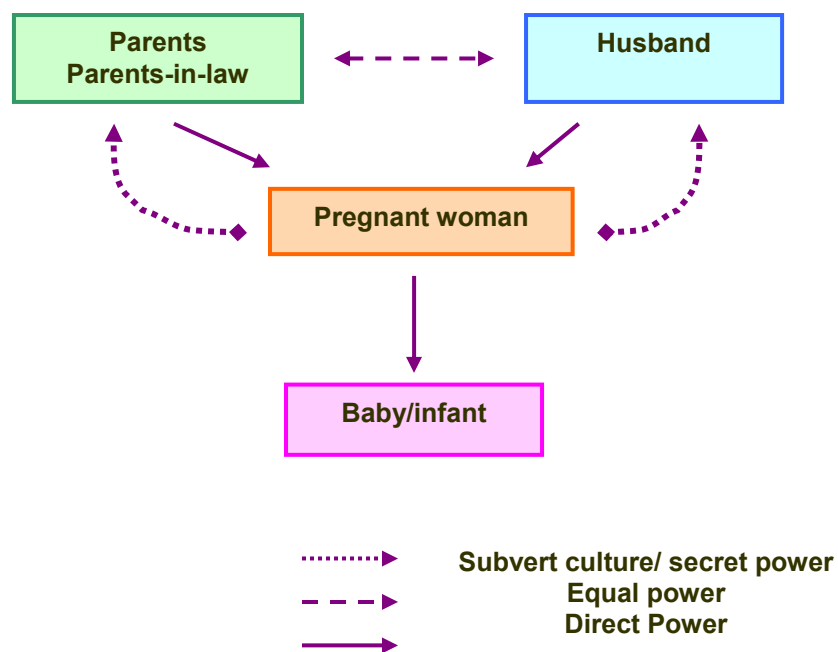 Parents
Parents-in-law
Husband
Pregnant woman
Baby/infant
Subvert culture/ secret power
Equal power
Direct Power